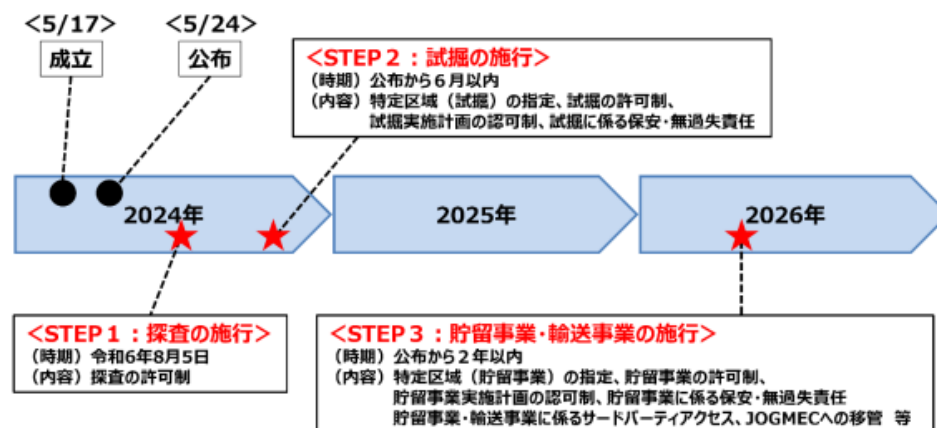 <5/17>
成立
<5/24>
公布
<STEP2:試掘の施行>
(時期)公布から6月以内
(内容)特定区域(試掘)の指定、試掘の許可制、
試掘実施計画の認可制、試掘に係る保安・無過失責任
2024年
2025年
2026年
<STEP1:探査の施行>
(時期)令和6年8月5日
(内容)探査の許可制
<STEP3:貯留事業・輸送事業の施行>
(時期)公布から2年以内
(内容)特定区域(貯留事業)の指定、貯留事業の許可制、
貯留事業実施計画の認可制、貯留事業に係る保安・無過失責任
貯留事業・輸送事業に係るサードパーティアクセス、JOGMECへの移管 等